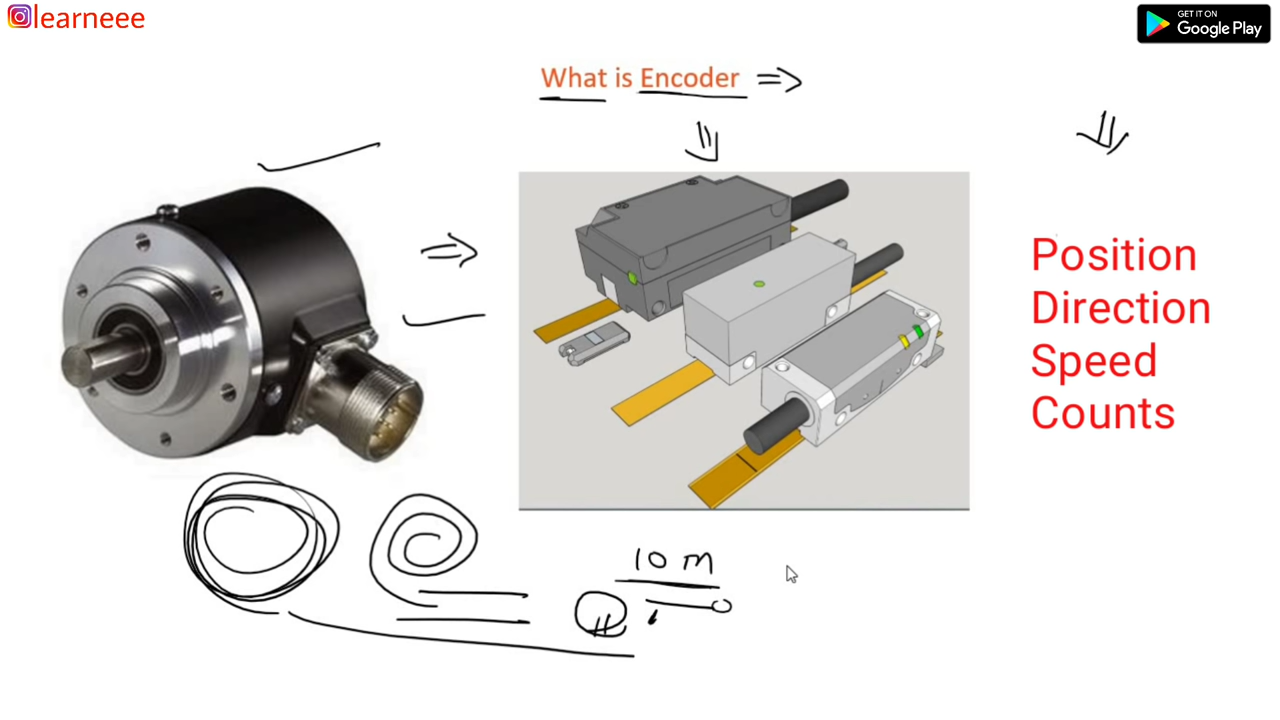 learneee
GET IT ON
Google Play
What is Encoder
Position
Direction
Speed
Counts
10 m